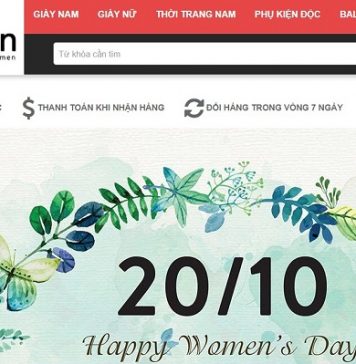 GIÀY NAM GIÀY NỮ THỜI TRANG NAM PHỤ KIỆN ĐỘC BAL
n
men
Từ khóa cần tìm
THANH TOÁN KHI NHẬN HÀNG ĐỔI HÀNG TRONG VÒNG 7 NGÀY
20/10
Happy Women's Day